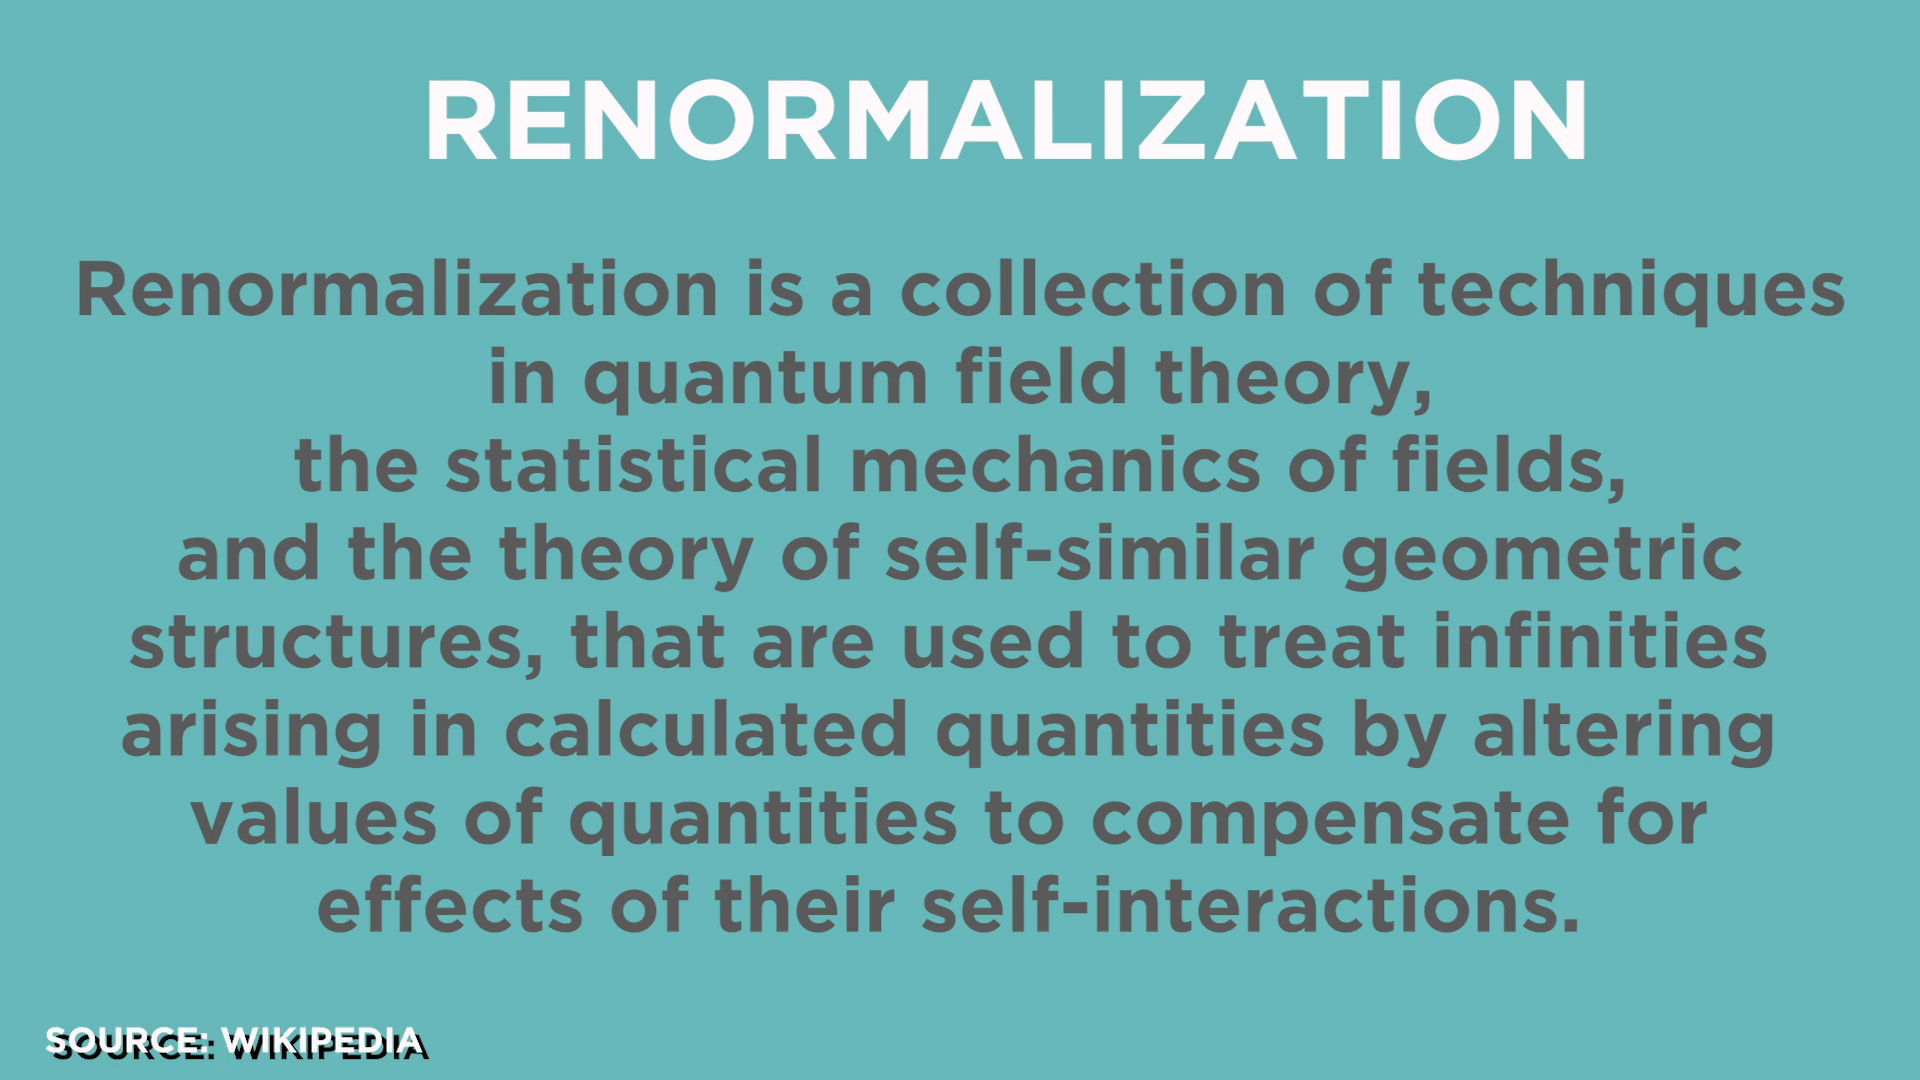 RENORMALIZATION
Renormalization is a collection of techniques
in quantum field theory,
the statistical mechanics of fields,
and the theory of self-similar geometric
structures, that are used to treat infinities
arising in calculated quantities by altering
values of quantities to compensate for
effects of their self-interactions.
SOURCE: WIKIPEDIA